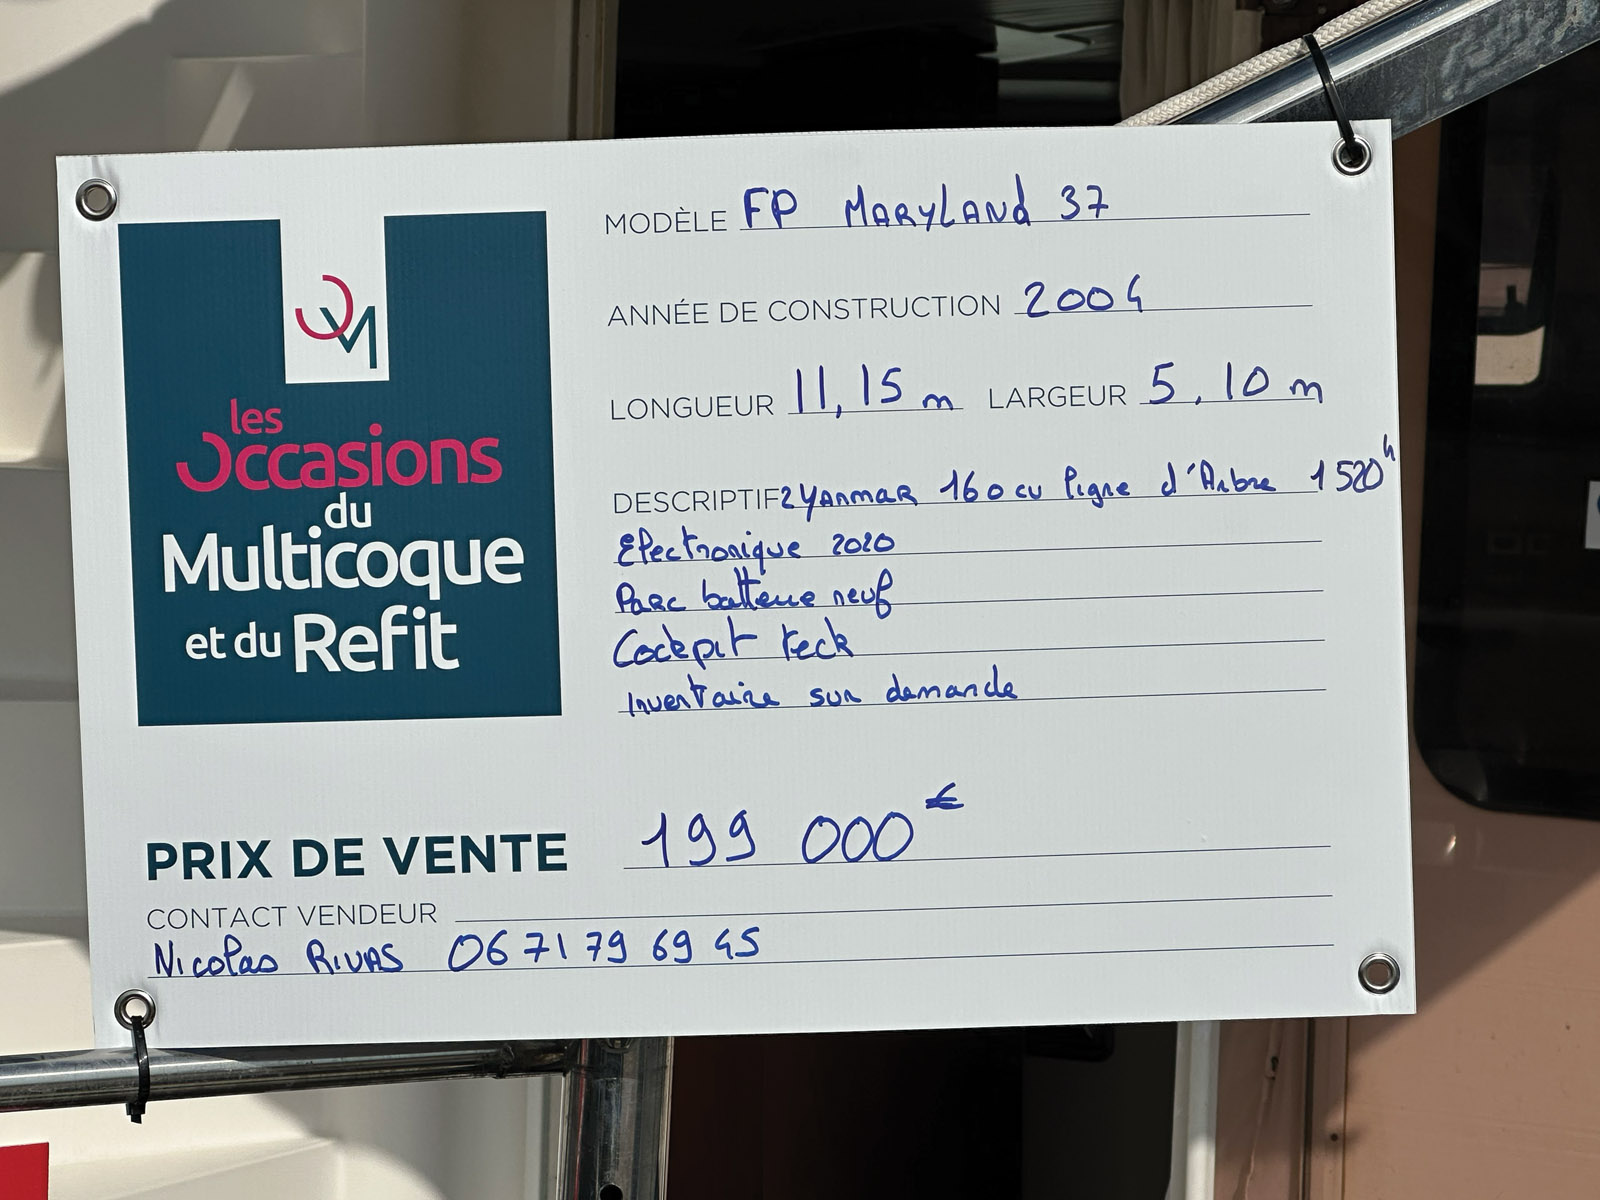 les
Occasions
du
Multicoque
et du Refit
MODÈLE FP MARYLANd 37
ANNÉE DE CONSTRUCTION 2004
LONGUEUR 11,15 m LARGEUR 5,10 m
DESCRIPTIF 2 YANMAR 160 cv ligne d'Arbre 1520h
Electronique 2020
Parc batterie neuf
Cockpit teck
Inventaire sur demande
PRIX DE VENTE 199 000 €
CONTACT VENDEUR
Nicolas RIVAS 06 71 79 69 45